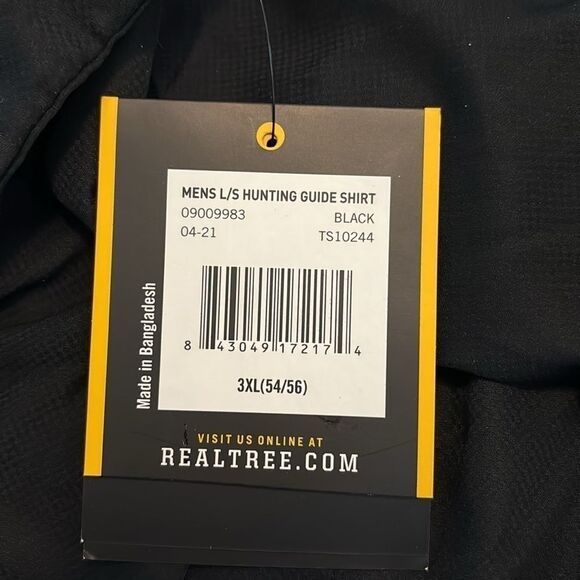 MENS L/S HUNTING GUIDE SHIRT
09009983 BLACK
04-21 TS10244
8 43049 17217 4
3XL(54/56)
Made in Bangladesh
VISIT US ONLINE AT
REALTREE.COM